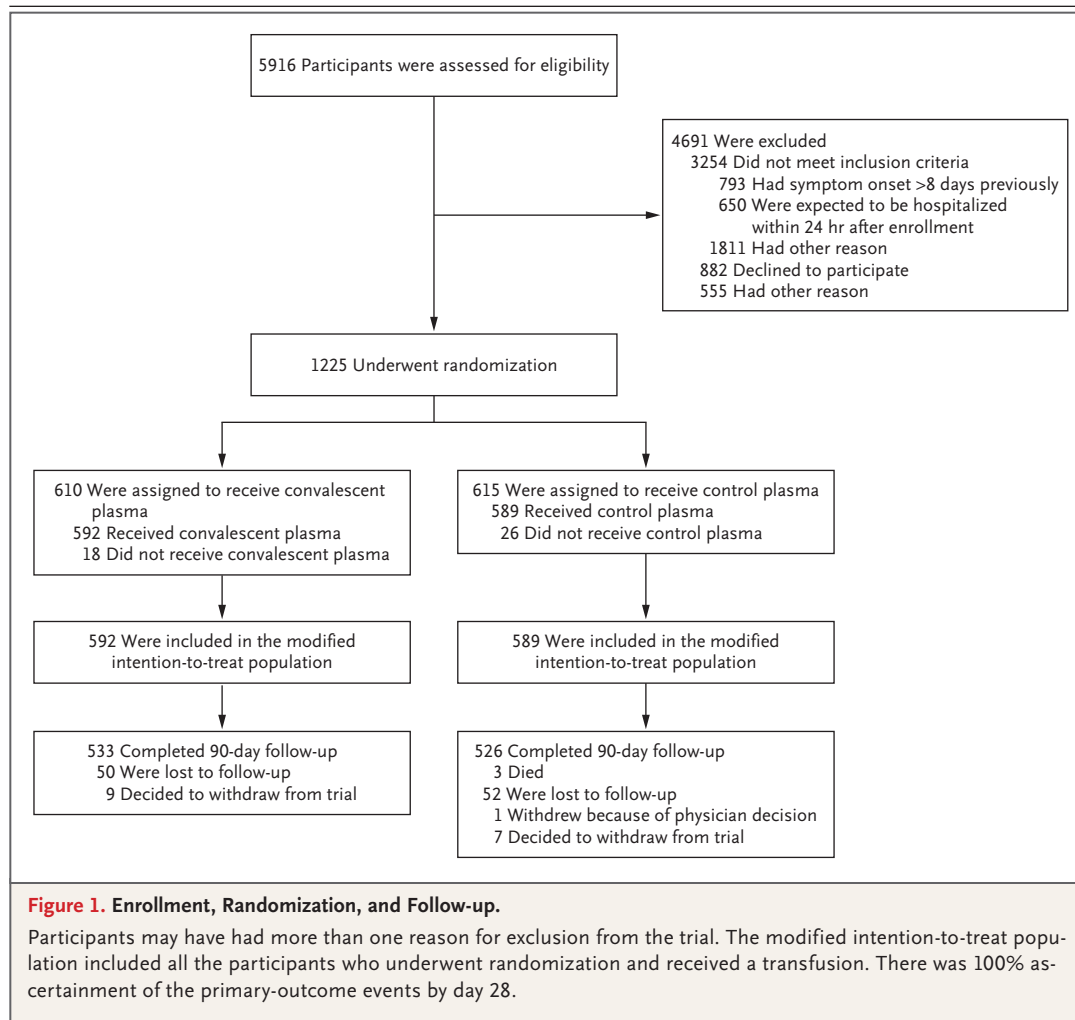 5916 Participants were assessed for eligibility
4691 Were excluded
3254 Did not meet inclusion criteria
793 Had symptom onset >8 days previously
650 Were expected to be hospitalized
within 24 hr after enrollment
1811 Had other reason
882 Declined to participate
555 Had other reason
1225 Underwent randomization
610 Were assigned to receive convalescent
plasma
592 Received convalescent plasma
18 Did not receive convalescent plasma
615 Were assigned to receive control plasma
589 Received control plasma
26 Did not receive control plasma
592 Were included in the modified
intention-to-treat population
589 Were included in the modified
intention-to-treat population
533 Completed 90-day follow-up
50 Were lost to follow-up
9 Decided to withdraw from trial
526 Completed 90-day follow-up
3 Died
52 Were lost to follow-up
1 Withdrew because of physician decision
7 Decided to withdraw from trial
Figure 1. Enrollment, Randomization, and Follow-up.
Participants may have had more than one reason for exclusion from the trial. The modified intention-to-treat popu-
lation included all the participants who underwent randomization and received a transfusion. There was 100% as-
certainment of the primary-outcome events by day 28.